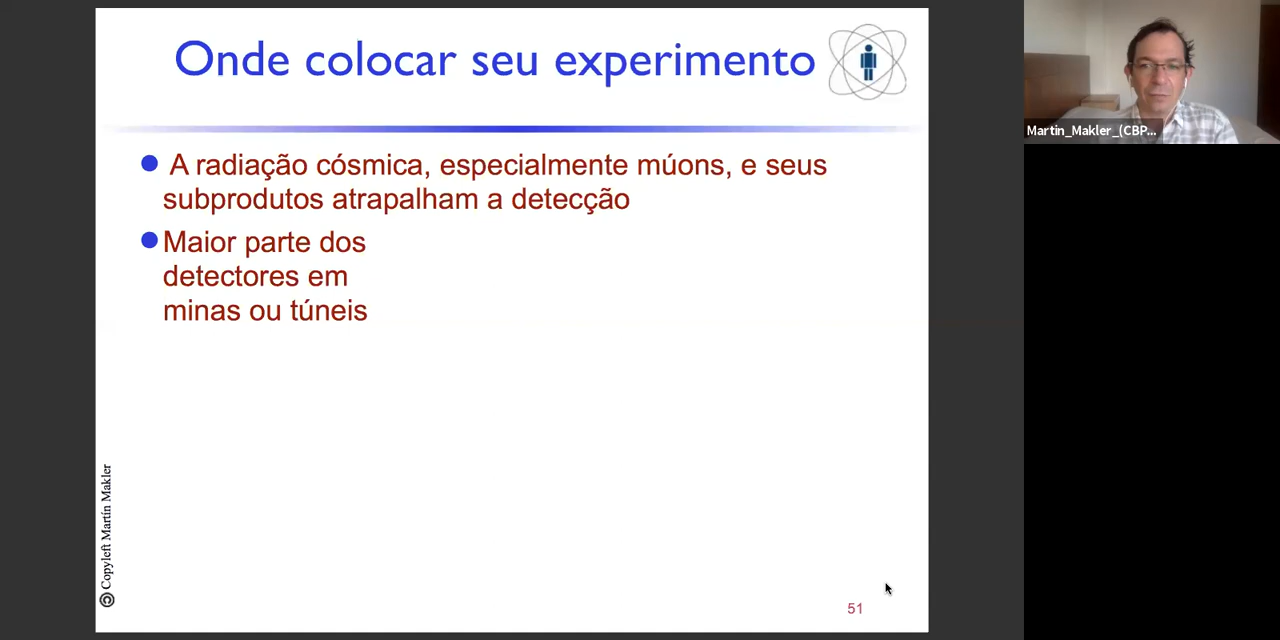 Onde colocar seu experimento
A radiação cósmica, especialmente múons, e seus
subprodutos atrapalham a detecção
Maior parte dos
detectores em
minas ou túneis
Copyleft Martín Makler
51
Martin_Makler_(CBP...